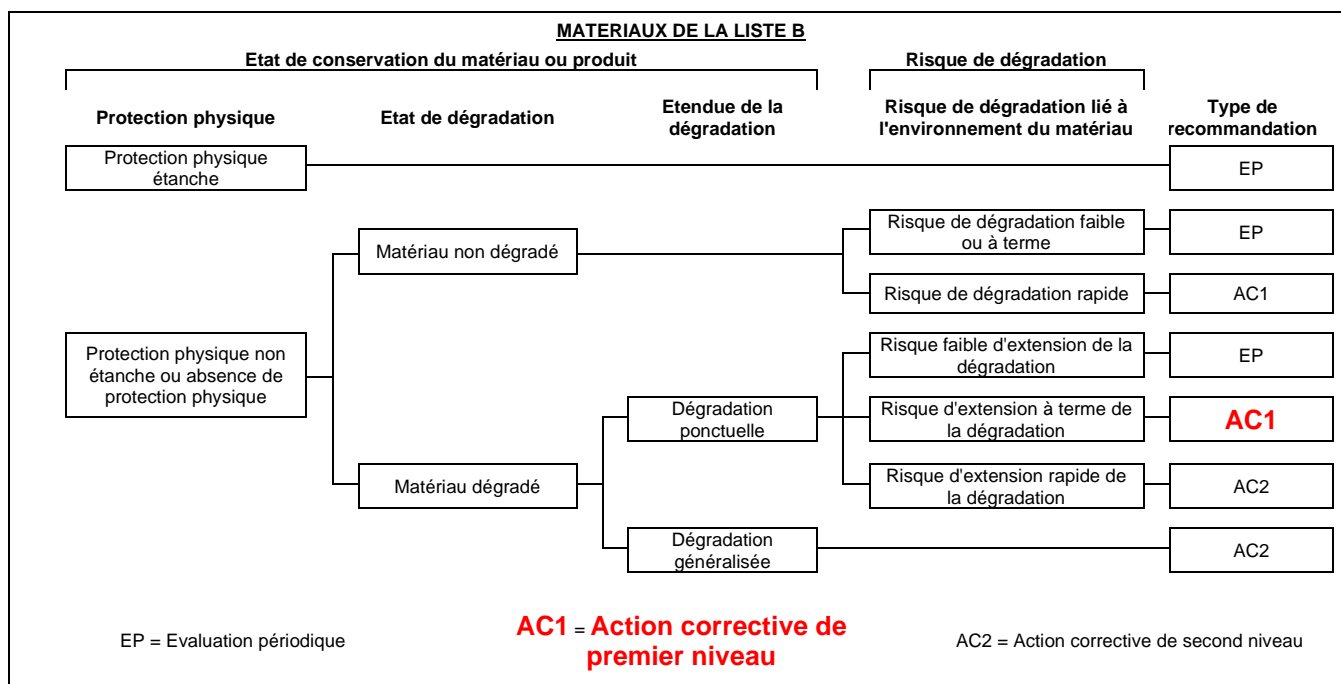 MATERIAUX DE LA LISTE B
Etat de conservation du matériau ou produit
Risque de dégradation
Protection physique
Etat de dégradation
Etendue de la
dégradation
Risque de dégradation lié à
l'environnement du matériau
Type de
recommandation
Protection physique
étanche
EP
Matériau non dégradé
Risque de dégradation faible
ou à terme
EP
Risque de dégradation rapide
AC1
Protection physique non
étanche ou absence de
protection physique
Risque faible d'extension de la
dégradation
EP
Dégradation
ponctuelle
Risque d'extension à terme de
la dégradation
AC1
Matériau dégradé
Risque d'extension rapide de
la dégradation
AC2
Dégradation
généralisée
AC2
EP = Evaluation périodique
AC1 = Action corrective de
premier niveau
AC2 = Action corrective de second niveau